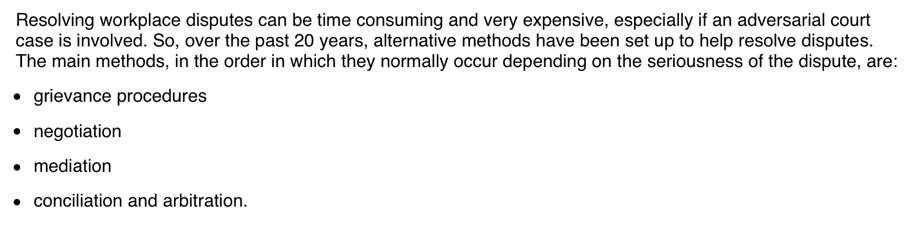 Resolving workplace disputes can be time consuming and very expensive, especially if an adversarial court
case is involved. So, over the past 20 years, alternative methods have been set up to help resolve disputes.
The main methods, in the order in which they normally occur depending on the seriousness of the dispute, are:
• grievance procedures
• negotiation
• mediation
• conciliation and arbitration.